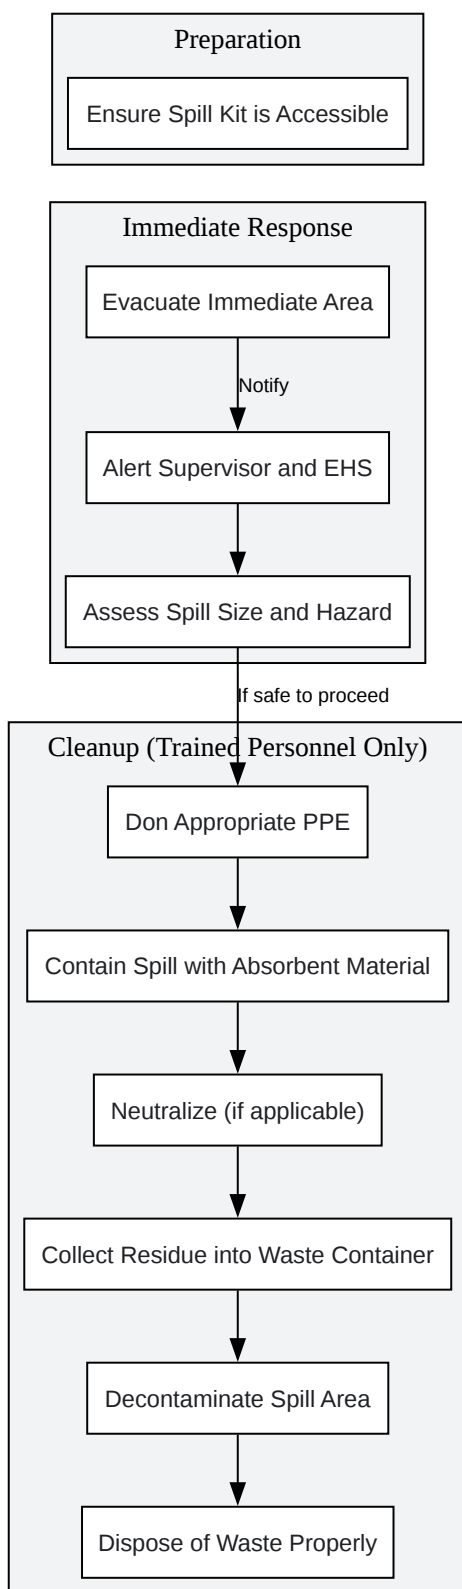 Preparation
Ensure Spill Kit is Accessible
Immediate Response
Evacuate Immediate Area
Notify
Alert Supervisor and EHS
Assess Spill Size and Hazard
If safe to proceed
Cleanup (Trained Personnel Only)
Don Appropriate PPE
Contain Spill with Absorbent Material
Neutralize (if applicable)
Collect Residue into Waste Container
Decontaminate Spill Area
Dispose of Waste Properly